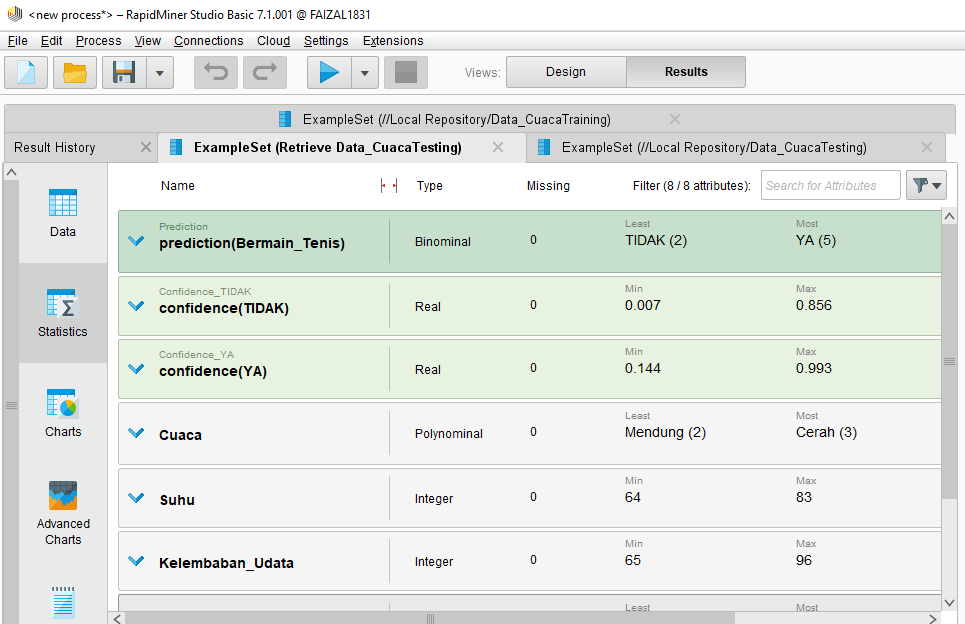 <new process*> – RapidMiner Studio Basic 7.1.001 @ FAIZAL1831
File Edit Process View Connections Cloud Settings Extensions
Views: Design Results
ExampleSet (//Local Repository/Data_CuacaTraining)
Result History ExampleSet (Retrieve Data_CuacaTesting) ExampleSet (//Local Repository/Data_CuacaTesting)
Name Type Missing Filter (8 / 8 attributes): Search for Attributes
Data
Statistics
Charts
Advanced
Charts
Prediction Least Most
prediction(Bermain_Tenis) Binominal 0 TIDAK (2) YA (5)
Confidence_TIDAK Min Max
confidence(TIDAK) Real 0 0.007 0.856
Confidence_YA Min Max
confidence(YA) Real 0 0.144 0.993
Least Most
Cuaca Polynominal 0 Mendung (2) Cerah (3)
Min Max
Suhu Integer 0 64 83
Min Max
Kelembaban_Udata Integer 0 65 96
Least Most